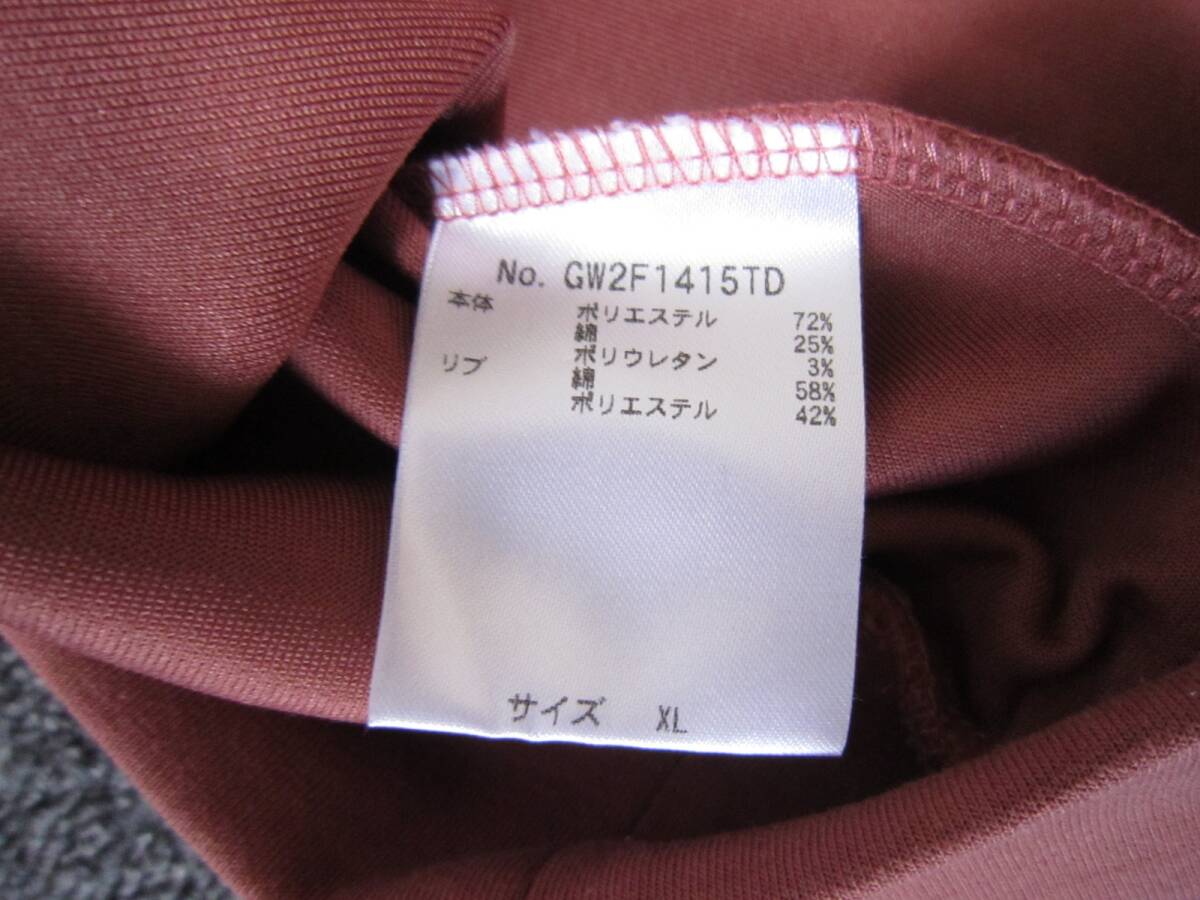 No. GW2F1415TD
本体 ポリエステル 72%
綿 25%
ポリウレタン 3%
リブ 綿 58%
ポリエステル 42%
サイズ XL